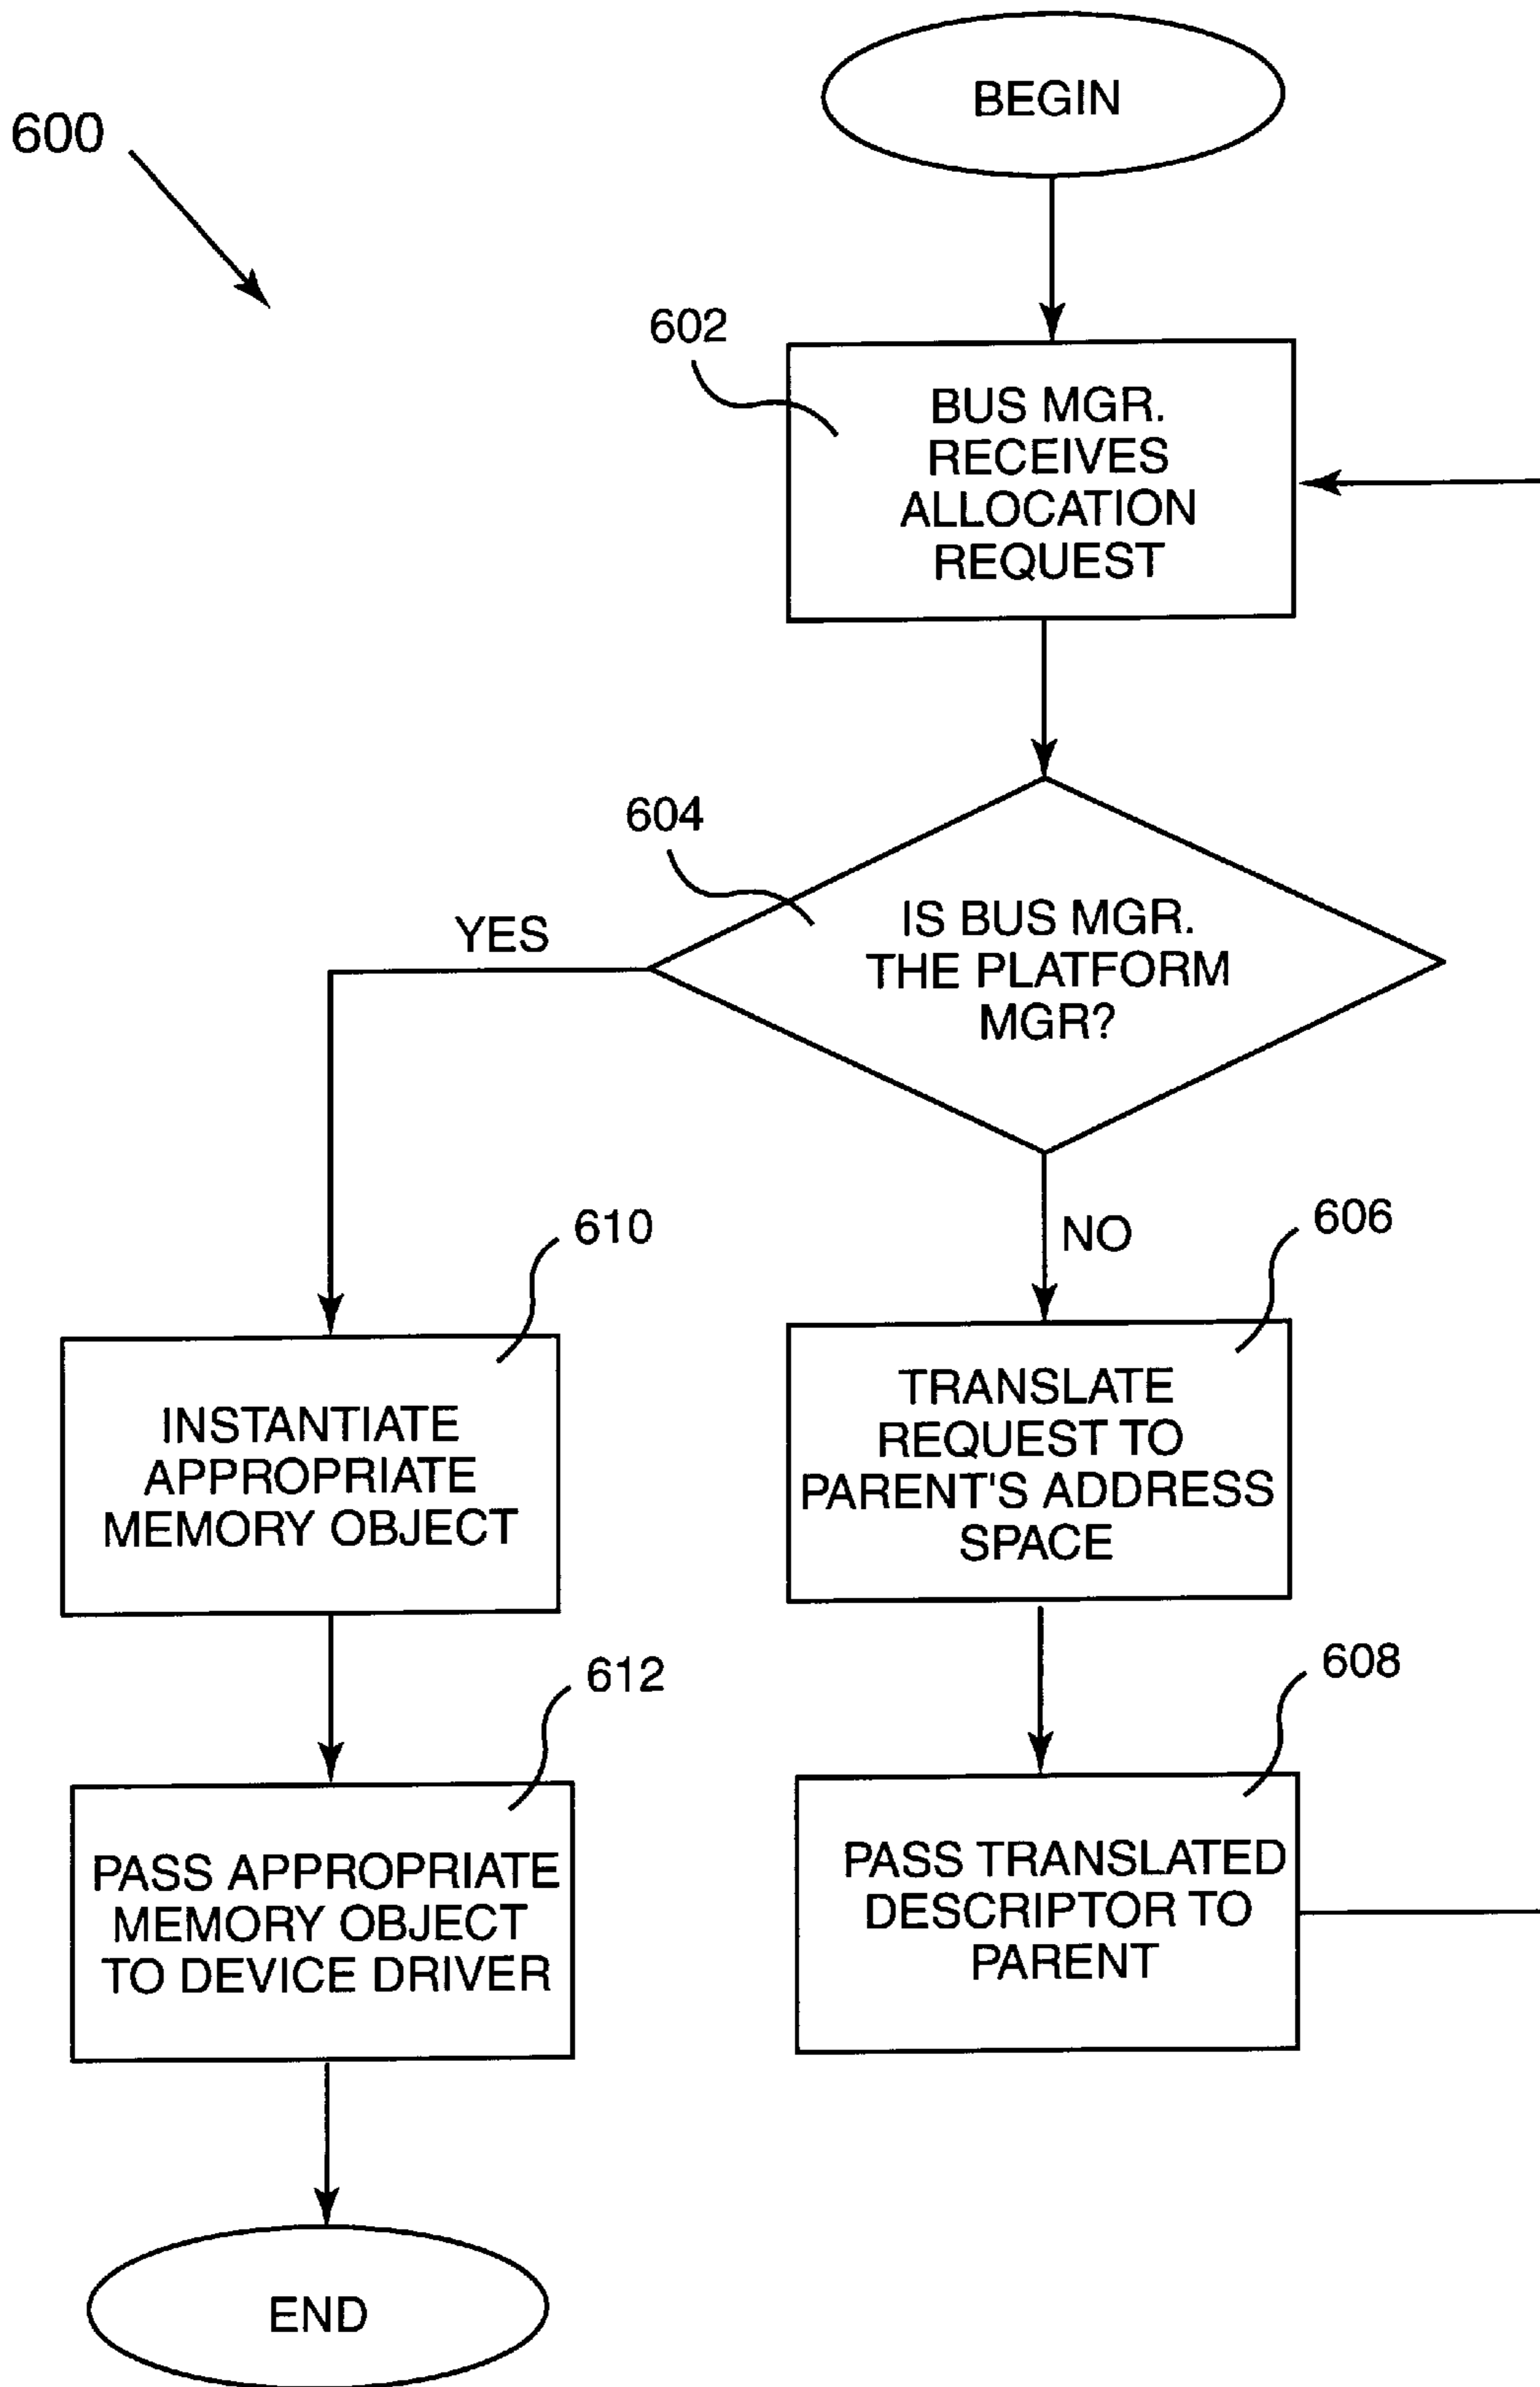 BEGIN
600
602
BUS MGR.
RECEIVES
ALLOCATION
REQUEST
604
IS BUS MGR.
THE PLATFORM
MGR?
YES
NO
610
606
INSTANTIATE
APPROPRIATE
MEMORY OBJECT
TRANSLATE
REQUEST TO
PARENT'S ADDRESS
SPACE
612
608
PASS APPROPRIATE
MEMORY OBJECT
TO DEVICE DRIVER
PASS TRANSLATED
DESCRIPTOR TO
PARENT
END